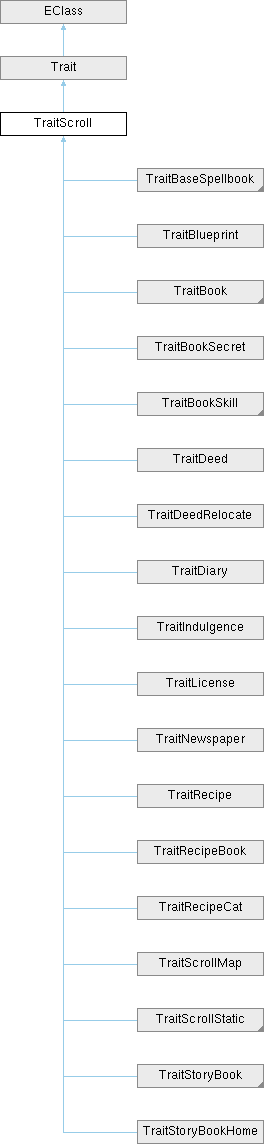 EClass
Trait
TraitScroll
TraitBaseSpellbook
TraitBlueprint
TraitBook
TraitBookSecret
TraitBookSkill
TraitDeed
TraitDeedRelocate
TraitDiary
TraitIndulgence
TraitLicense
TraitNewspaper
TraitRecipe
TraitRecipeBook
TraitRecipeCat
TraitScrollMap
TraitScrollStatic
TraitStoryBook
TraitStoryBookHome